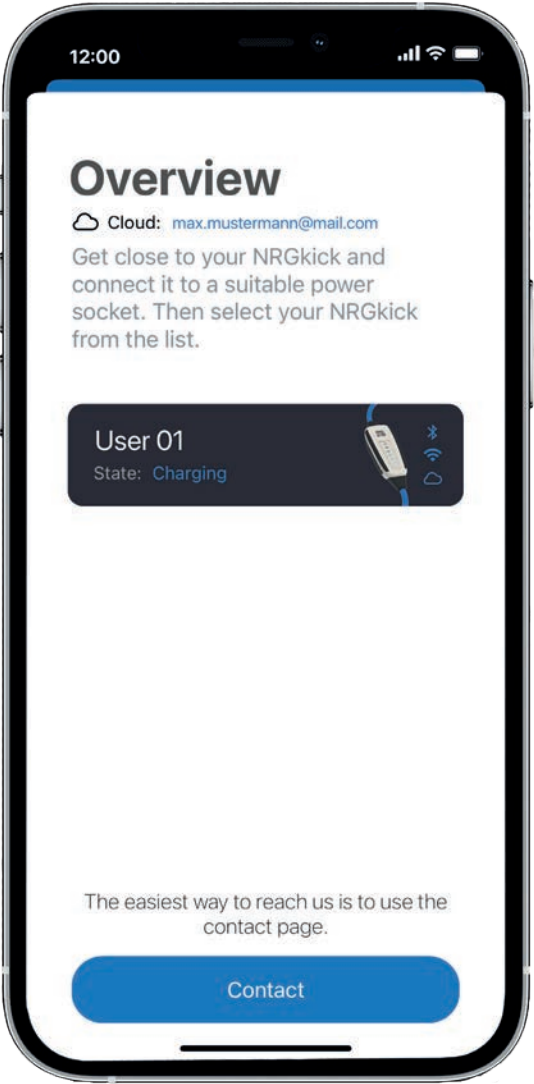 12:00
Overview
Cloud: max.mustermann@mail.com
Get close to your NRGkick and
connect it to a suitable power
socket. Then select your NRGkick
from the list.
User 01
State: Charging
The easiest way to reach us is to use the
contact page.
Contact